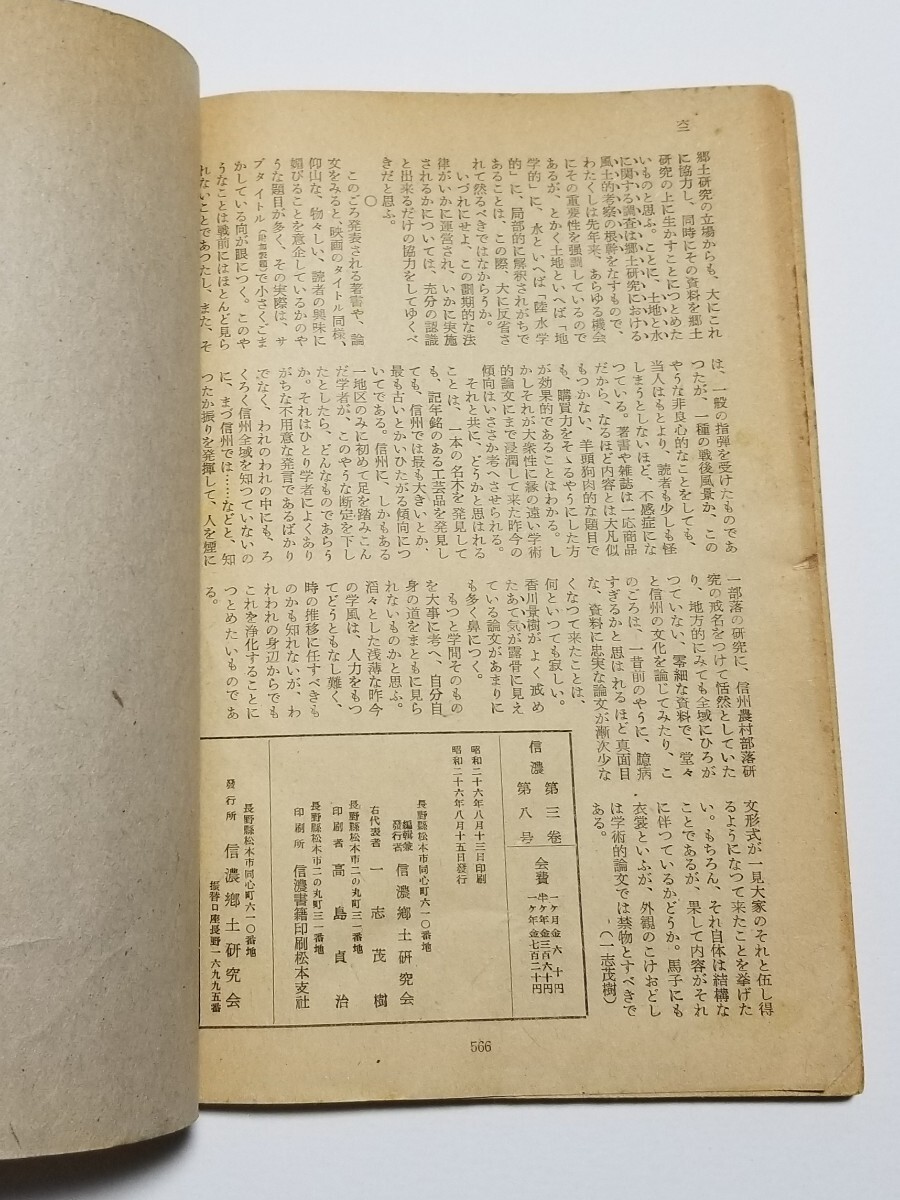 六二
郷土研究の立場からも、大にこれ
に協力し、同時にその資料を郷土
研究の上に生かすことにつとめた
いものと思ふ。ことに、土地と水
に関する調査は郷土研究における
風土的考察の根幹をなすもので、
わたくしは先年来、あらゆる機会
にその重要性を強調しているので
あるが、とかく土地といへば「地
学的」に、水といへば「陸水学
的」に、局部的に解釈されがちで
あることは、この際、大に反省さ
れて然るべきではなからうか。
いづれにせよ、この劃期的な法
律がいかに運営され、いかに実施
されるかについては、充分の認識
と出来るだけの協力をしてゆくべ
きだと思ふ。
〇
このごろ発表される著書や、論
文をみると、映画のタイトル同様、
仰山な、物々しい、読者の興味に
媚びることを意企しているかのや
うな題目が多く、その実際は、サ
ブタイトル(附加製題)で小さくごま
かしている向が眼につく。このや
うなことは戦前にはほとんど見ら
れないことであつたし、また、そ
は、一般の指弾を受けたものであ
つたが、一種の戦後風景か、この
やうな非良心的なことをしても、
当人はもとより、読者も少しも怪
しまうとしないほど、不感症にな
つている。著書や雑誌は一応商品
だから、なるほど内容とは大凡似
もつかない、羊頭狗肉的な題目で
も、購買力をそゝるやうにした方
が効果的であることはわかる。し
かしそれが大衆性に縁の遠い学術
的論文にまで浸潤して来た昨今の
傾向はいささか考へさせられる。
それと共に、どうかと思はれる
ことは、一本の名木を発見して
も、記年銘のある工芸品を発見し
ても、信州では最も大きいとか、
最も古いとかいひたがる傾向につ
いてである。信州に、しかもある
一地区のみに初めて足を踏みこん
だ学者が、このやうな断定を下し
たとしたら、どんなものであらう
か。それはひとり学者によくあり
がちな不用意な発言であるばかり
でなく、われのわれの中にも、ろ
くろく信州全域を知つていないの
に、まづ信州では……などと、知
つたか振りを発揮して、人を煙に
一部落の研究に、信州農村部落研
究の戒名をつけて恬然としていた
り、地方的にみても全域にひろが
つていない、零細な資料で、堂々
と信州の文化を論じてみたり、こ
のごろは、一昔前のやうに、臆病
すぎるかと思はれるほど真面目
な、資料に忠実な論文が漸次少な
くなつて来たことは、
何といつても寂しい。
香川景樹がよく戒め
たあて気が露骨に見え
ている論文があまりに
も多く鼻につく。
もつと学問そのもの
を大事に考へ、自分自
身の道をまともに見ら
れないものかと思ふ。
滔々とした浅薄な昨今
の学風は、人力をもつ
てどうともなし難く、
時の推移に任すべきも
のかも知れないが、わ
れわれの身辺からでも
これを浄化することに
つとめたいものであ
る。
文形式が一見大家のそれと伍し得
るようになつて来たことを挙げた
い。もちろん、それ自体は結構な
ことであるが、果して内容がそれ
に伴つているかどうか。馬子にも
衣裳といふが、外観のこけおどし
は学術的論文では禁物とすべきで
ある。
(一志茂樹)
信濃 第三巻 第八号
会費
一ヶ月金六十円
半ヶ年金三百六十円
一ヶ年金七百二十円
昭和二十六年八月十三日印刷
昭和二十六年八月十五日発行
長野縣松本市同心町六一〇番地
編輯兼発行者 信濃郷土研究会
右代表者 一志茂樹
長野縣松本市二の丸町三一番地
印刷者 高島貞治
長野縣松本市二の丸町三一番地
印刷所 信濃書籍印刷松本支社
長野縣松本市同心町六一〇番地
發行所 信濃鄉土研究会
振替口座長野一六九九五番
566